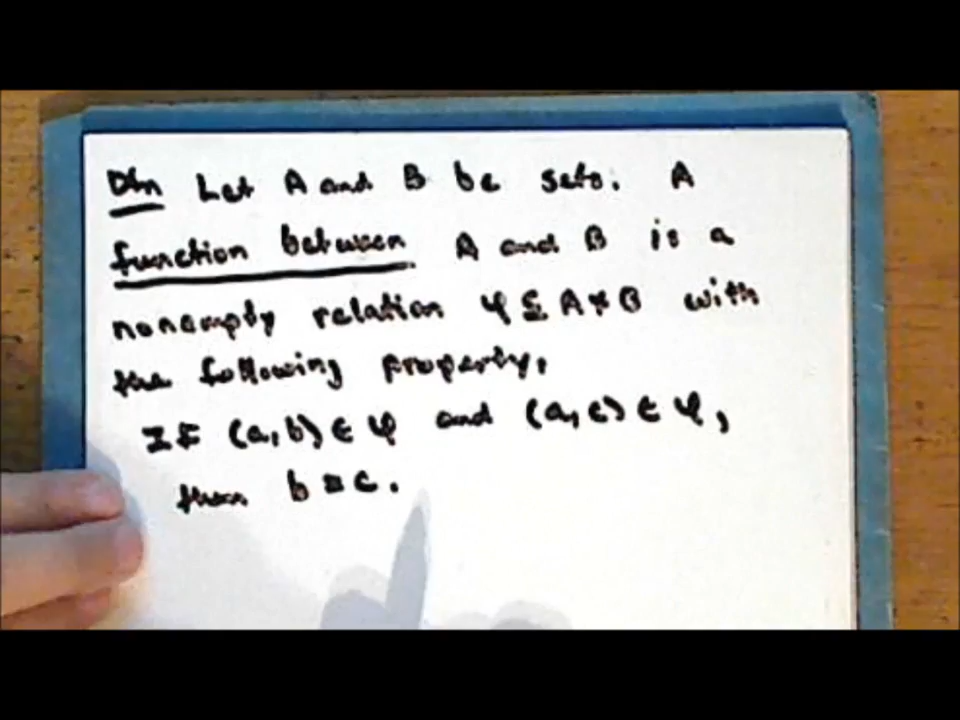 Dfn Let A and B be sets. A
function between A and B is a
nonempty relation φ ⊆ A × B with
the following property.
If (a, b) ∈ φ and (a, c) ∈ φ,
then b = c.